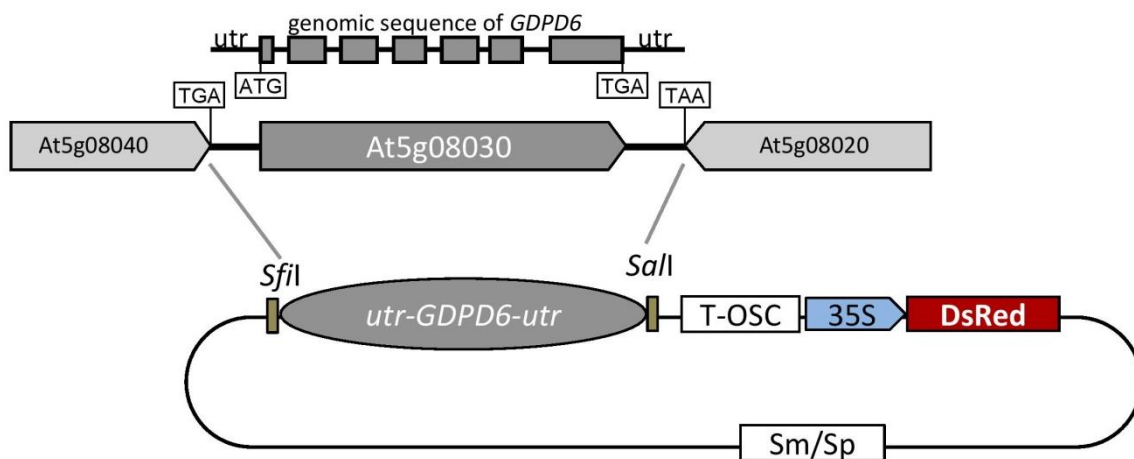 genomic sequence of GDPD6
utr
utr
ATG
TGA
TGA
TAA
At5g08040
At5g08030
At5g08020
SfiI
SalI
utr-GDPD6-utr
T-OSC
35S
DsRed
Sm/Sp